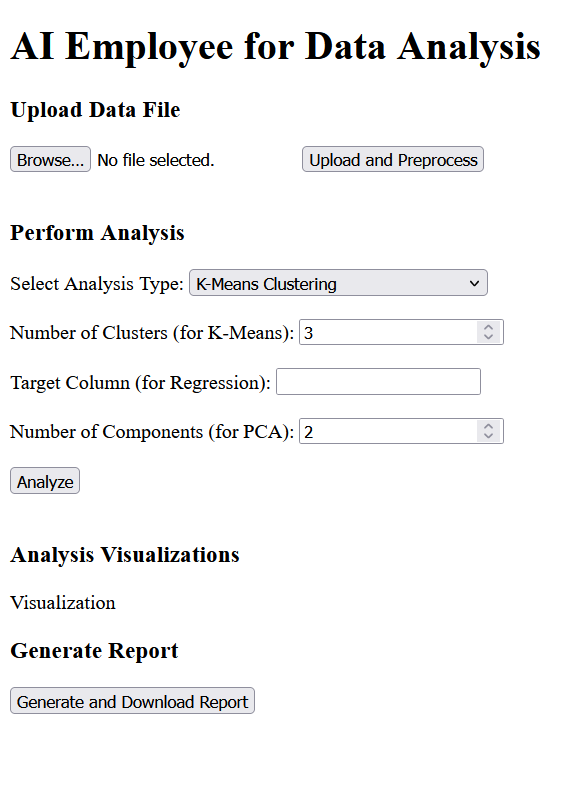 AI Employee for Data Analysis
Upload Data File
Browse... No file selected. Upload and Preprocess
Perform Analysis
Select Analysis Type: K-Means Clustering
Number of Clusters (for K-Means): 3
Target Column (for Regression):
Number of Components (for PCA): 2
Analyze
Analysis Visualizations
Visualization
Generate Report
Generate and Download Report